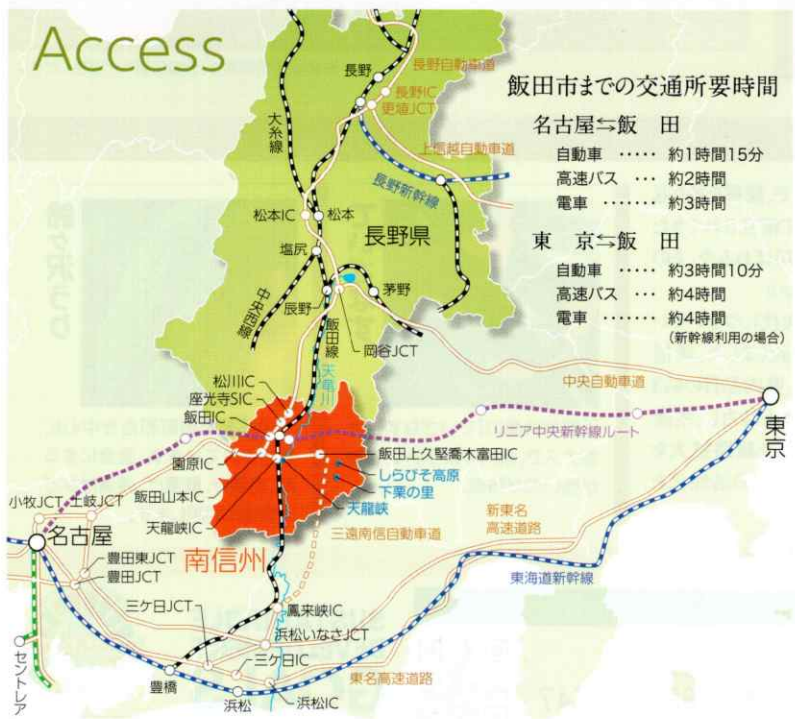 Access
飯田市までの交通所要時間
名古屋⇆飯　田
自動車 ····· 約1時間15分
高速バス ··· 約2時間
電車 ······ 約3時間
東　京⇆飯　田
自動車 ····· 約3時間10分
高速バス ··· 約4時間
電車 ······ 約4時間
(新幹線利用の場合)
長野
長野自動車道
長野IC
更埴JCT
大糸線
上信越自動車道
長野新幹線
松本IC
松本
長野県
塩尻
中央西線
辰野
茅野
飯田線
岡谷JCT
天竜川
中央自動車道
松川IC
座光寺SIC
飯田IC
東京
リニア中央新幹線ルート
園原IC
飯田上久堅喬木富田IC
しらびそ高原
下栗の里
飯田山本IC
天龍峡
天龍峡IC
小牧JCT
土岐JCT
名古屋
新東名
高速道路
三遠南信自動車道
豊田東JCT
豊田JCT
南信州
東海道新幹線
三ケ日JCT
鳳来峡IC
浜松いなさJCT
三ケ日IC
セントレア
豊橋
東名高速道路
浜松
浜松IC